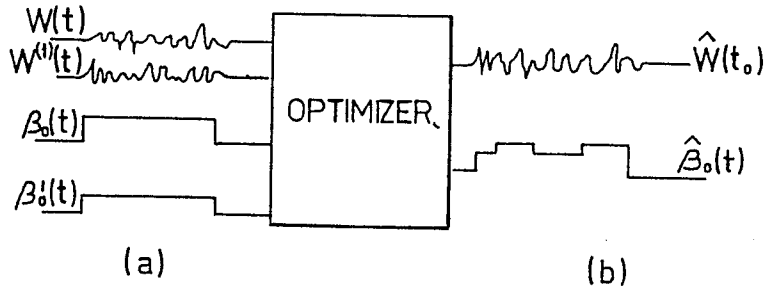 W(t)
W⁽¹⁾(t)
β₀(t)
β₀'(t)
OPTIMIZER
Ŵ(t₀)
β̂₀(t)
(a)
(b)